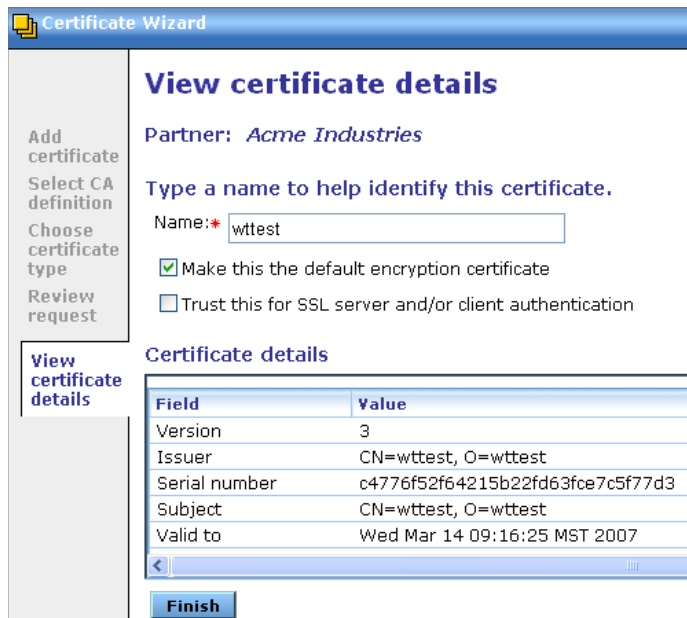 Certificate Wizard
Add
certificate
Select CA
definition
Choose
certificate
type
Review
request
View
certificate
details
View certificate details
Partner: Acme Industries
Type a name to help identify this certificate.
Name:* wttest
Make this the default encryption certificate
Trust this for SSL server and/or client authentication
Certificate details
Field Value
Version 3
Issuer CN=wttest, O=wttest
Serial number c4776f52f64215b22fd63fce7c5f77d3
Subject CN=wttest, O=wttest
Valid to Wed Mar 14 09:16:25 MST 2007
Finish